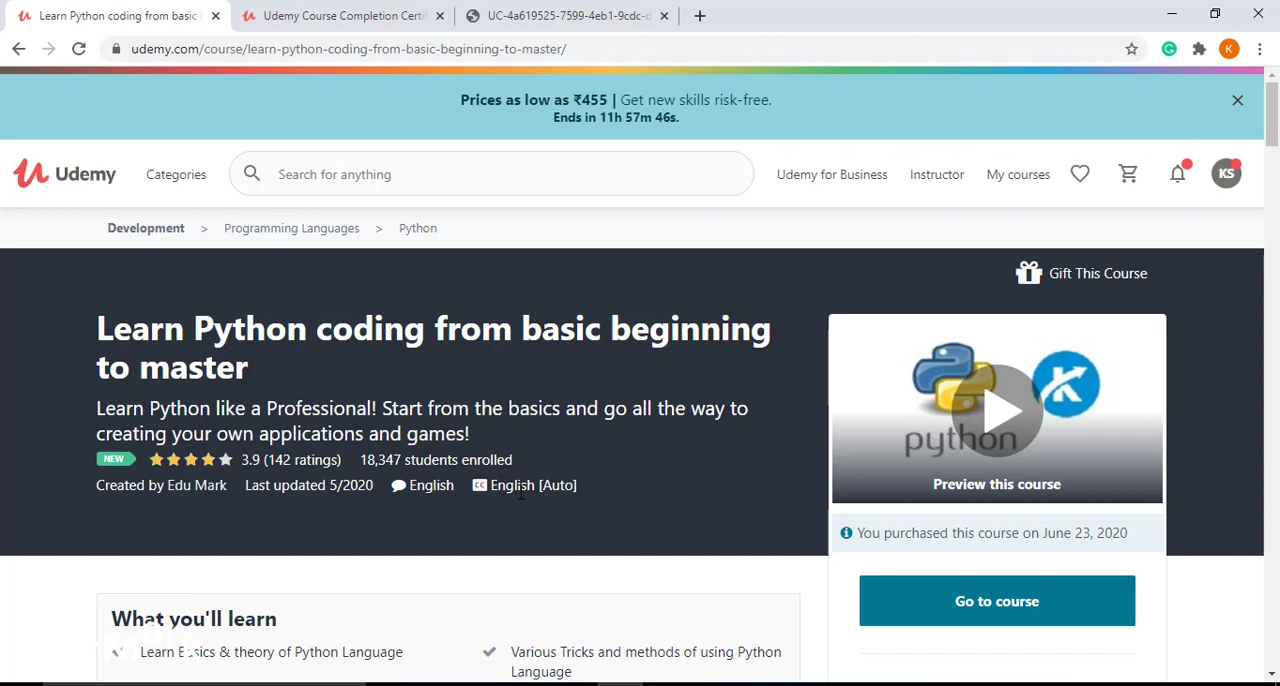 Learn Python coding from basic
Udemy Course Completion Certi
UC-4a619525-7599-4eb1-9cdc-
udemy.com/course/learn-python-coding-from-basic-beginning-to-master/
K
Prices as low as ₹455 | Get new skills risk-free.
Ends in 11h 57m 46s.
Udemy
Categories
Search for anything
Udemy for Business
Instructor
My courses
KS
Development > Programming Languages > Python
Gift This Course
Learn Python coding from basic beginning
to master
Learn Python like a Professional! Start from the basics and go all the way to
creating your own applications and games!
NEW 3.9 (142 ratings) 18,347 students enrolled
Created by Edu Mark Last updated 5/2020 English CC English [Auto]
python
Preview this course
You purchased this course on June 23, 2020
Go to course
What you'll learn
Learn Basics & theory of Python Language
Various Tricks and methods of using Python
Language